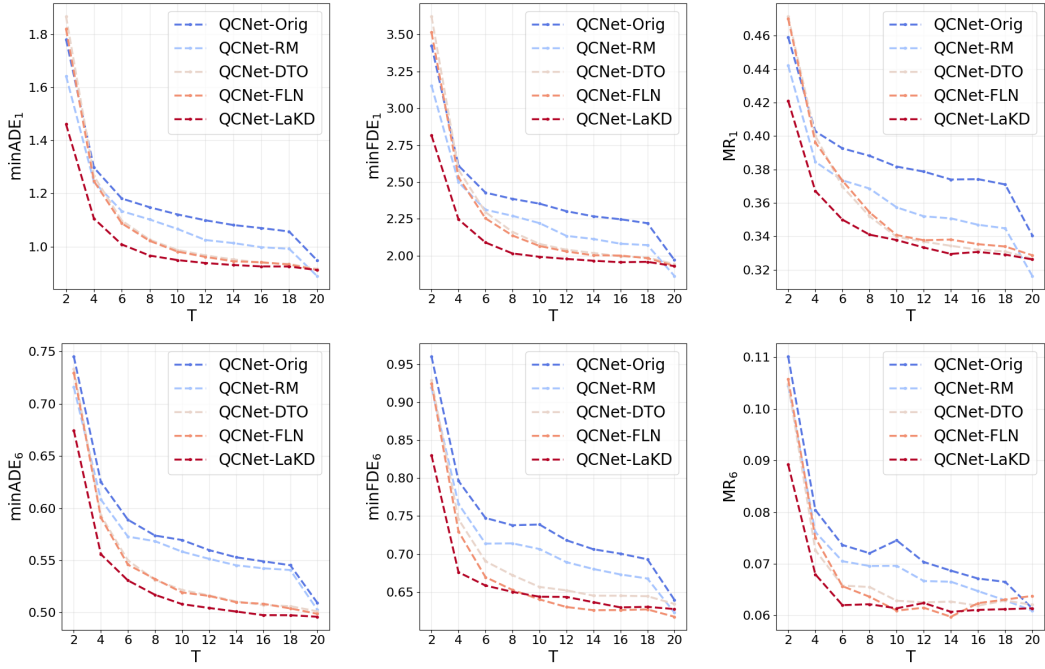 minADE1
1.8
1.6
1.4
1.2
1.0
QCNet-Orig
QCNet-RM
QCNet-DTO
QCNet-FLN
QCNet-LaKD
2 4 6 8 10 12 14 16 18 20
T
minFDE1
3.50
3.25
3.00
2.75
2.50
2.25
2.00
QCNet-Orig
QCNet-RM
QCNet-DTO
QCNet-FLN
QCNet-LaKD
2 4 6 8 10 12 14 16 18 20
T
MR1
0.46
0.44
0.42
0.40
0.38
0.36
0.34
0.32
QCNet-Orig
QCNet-RM
QCNet-DTO
QCNet-FLN
QCNet-LaKD
2 4 6 8 10 12 14 16 18 20
T
minADE6
0.75
0.70
0.65
0.60
0.55
0.50
QCNet-Orig
QCNet-RM
QCNet-DTO
QCNet-FLN
QCNet-LaKD
2 4 6 8 10 12 14 16 18 20
T
minFDE6
0.95
0.90
0.85
0.80
0.75
0.70
0.65
QCNet-Orig
QCNet-RM
QCNet-DTO
QCNet-FLN
QCNet-LaKD
2 4 6 8 10 12 14 16 18 20
T
MR6
0.11
0.10
0.09
0.08
0.07
0.06
QCNet-Orig
QCNet-RM
QCNet-DTO
QCNet-FLN
QCNet-LaKD
2 4 6 8 10 12 14 16 18 20
T